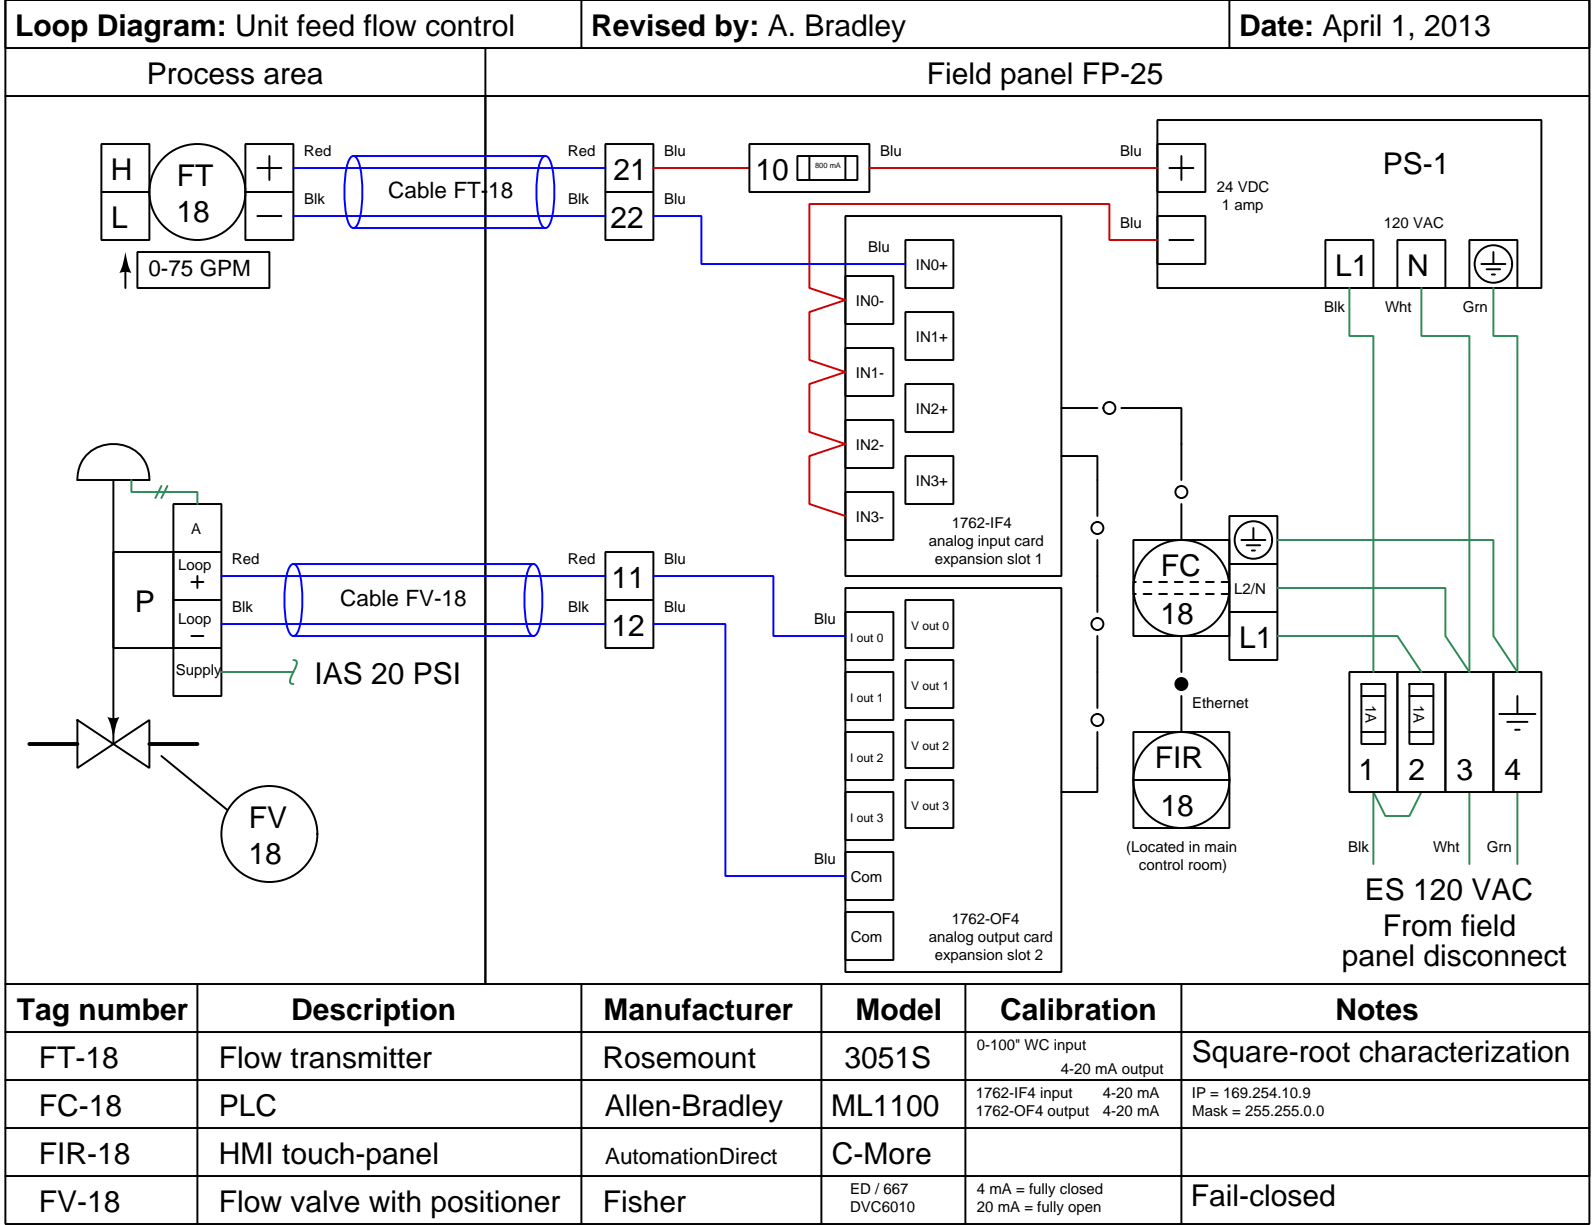 Loop Diagram: Unit feed flow control
Revised by: A. Bradley
Date: April 1, 2013
Process area
Field panel FP-25
H
L
FT
18
+
−
Red
Blk
Cable FT-18
Red
Blk
21
22
Blu
Blu
10
800 mA
Blu
Blu
Blu
+
−
24 VDC
1 amp
PS-1
120 VAC
L1
N
Blk
Wht
Grn
0-75 GPM
Blu
IN0+
IN0-
IN1+
IN1-
IN2+
IN2-
IN3+
IN3-
1762-IF4
analog input card
expansion slot 1
A
P
Loop
+
Loop
−
Supply
Red
Blk
Cable FV-18
Red
Blk
11
12
Blu
Blu
IAS 20 PSI
FV
18
Blu
I out 0
V out 0
I out 1
V out 1
I out 2
V out 2
I out 3
V out 3
Blu
Com
Com
1762-OF4
analog output card
expansion slot 2
FC
18
L2/N
L1
Ethernet
FIR
18
(Located in main
control room)
1A
1A
1
2
3
4
Blk
Wht
Grn
ES 120 VAC
From field
panel disconnect
Tag number Description Manufacturer Model Calibration Notes
FT-18 Flow transmitter Rosemount 3051S
0-100" WC input
4-20 mA output
Square-root characterization
FC-18 PLC Allen-Bradley ML1100
1762-IF4 input 4-20 mA
1762-OF4 output 4-20 mA
IP = 169.254.10.9
Mask = 255.255.0.0
FIR-18 HMI touch-panel AutomationDirect C-More
FV-18 Flow valve with positioner Fisher
ED / 667
DVC6010
4 mA = fully closed
20 mA = fully open
Fail-closed